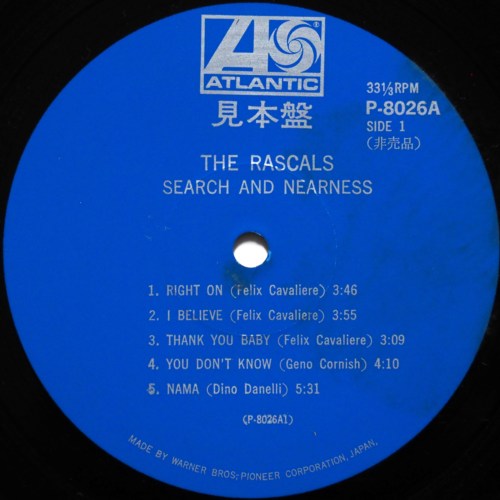 ATLANTIC
見本盤
33⅓RPM
P-8026A
SIDE 1
(非売品)
THE RASCALS
SEARCH AND NEARNESS
1. RIGHT ON (Felix Cavaliere) 3:46
2. I BELIEVE (Felix Cavaliere) 3:55
3. THANK YOU BABY (Felix Cavaliere) 3:09
4. YOU DON'T KNOW (Geno Cornish) 4:10
5. NAMA (Dino Danelli) 5:31
(P-8026A1)
MADE BY WARNER BROS.-PIONEER CORPORATION, JAPAN.